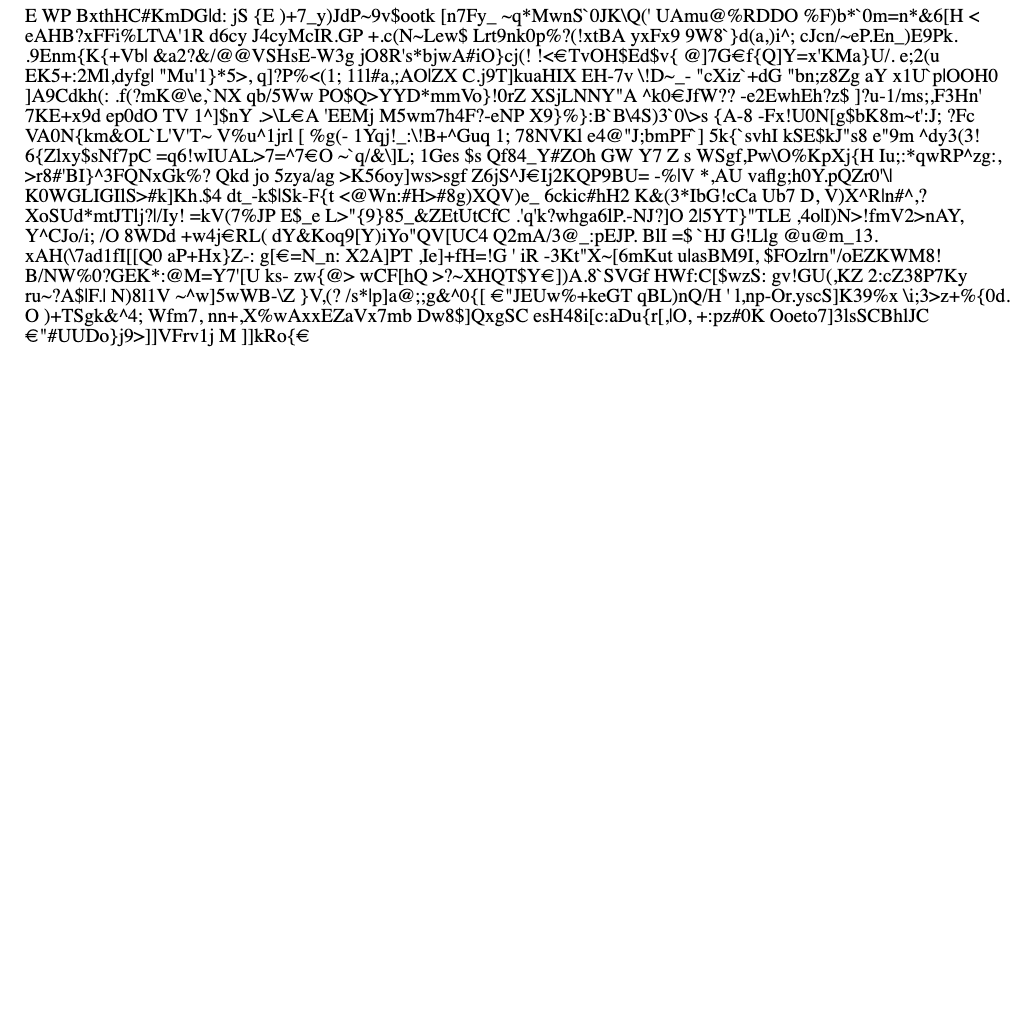 E WP BxthHC#KmDG|d: jS {E )+7_y)JdP~9v$ootk [n7Fy_ ~q*MwnS`0JK\Q(' UAmu@%RDDO %F)b*`0m=n*&6[H <
eAHB?xFFi%LT\A'1R d6cy J4cyMcIR.GP +.c(N~Lew$ Lrt9nk0p%?(!xtBA yxFx9 9W8`}d(a,)i^; cJcn/~eP.En_)E9Pk.
.9Enm{K{+Vb| &a2?&/@@VSHsE-W3g jO8R's*bjwA#iO}cj(! !<€TvOH$Ed$v{ @]7G€f{Q]Y=x'KMa}U/. e;2(u
EK5+:2Ml,dyfg| "Mu'1}*5>, q]?P%<(1; 11l#a,;AO|ZX C.j9T]kuaHIX EH-7v \!D~_- "cXiz`+dG "bn;z8Zg aY x1U`p|OOH0
]A9Cdkh(: .f(?mK@\e,`NX qb/5Ww PO$Q>YYD*mmVo}!0rZ XSjLNNY"A ^k0€JfW?? -e2EwhEh?z$ ]?u-1/ms;,F3Hn'
7KE+x9d ep0dO TV 1^]$nY .>\L€A 'EEMj M5wm7h4F?-eNP X9}%}:B`B\4S)3`0\>s {A-8 -Fx!U0N[g$bK8m~t':J; ?Fc
VA0N{km&OL`L'V'T~ V%u^1jrl [ %g(- 1Yqj!_:\!B+^Guq 1; 78NVKl e4@"J;bmPF`] 5k{`svhI kSE$kJ"s8 e"9m ^dy3(3!
6{Zlxy$sNf7pC =q6!wIUAL>7=^7€O ~`q/&\]L; 1Ges $s Qf84_Y#ZOh GW Y7 Z s WSgf,Pw\O%KpXj{H Iu;:*qwRP^zg:,
>r8#'BI}^3FQNxGk%? Qkd jo 5zya/ag >K56oy]ws>sgf Z6jS^J€Ij2KQP9BU= -%|V *,AU vaflg;h0Y.pQZr0'\|
K0WGLIGIlS>#k]Kh.$4 dt_-k$|Sk-F{t <@Wn:#H>#8g)XQV)e_ 6ckic#hH2 K&(3*IbG!cCa Ub7 D, V)X^R|n#^,?
XoSUd*mtJTlj?|/Iy! =kV(7%JP E$_e L>"{9}85_&ZEtUtCfC .'q'k?whga6lP.-NJ?]O 2|5YT}"TLE ,4o|I)N>!fmV2>nAY,
Y^CJo/i; /O 8WDd +w4j€RL( dY&Koq9[Y)iYo"QV[UC4 Q2mA/3@_:pEJP. BlI =$`HJ G!Llg @u@m_13.
xAH(\7ad1fI[[Q0 aP+Hx}Z-: g[€=N_n: X2A]PT ,Ie]+fH=!G ' iR -3Kt"X~[6mKut u|asBM9I, $FOzlrn"/oEZKWM8!
B/NW%0?GEK*:@M=Y7'[U ks- zw{@> wCF[hQ >?~XHQT$Y€])A.8`SVGf HWf:C[$wzS: gv!GU(,KZ 2:cZ38P7Ky
ru~?A$|F.| N)8l1V ~^w]5wWB-\Z }V,(? /s*|p]a@;;g&^0{[ €"JEUw%+keGT qBL)nQ/H ' l,np-Or.yscS]K39%x \i;3>z+%{0d.
O )+TSgk&^4; Wfm7, nn+,X%wAxxEZaVx7mb Dw8$]QxgSC esH48i[c:aDu{r[,|O, +:pz#0K Ooeto7]3lsSCBhlJC
€"#UUDo}j9>]]VFrv1j M ]]kRo{€